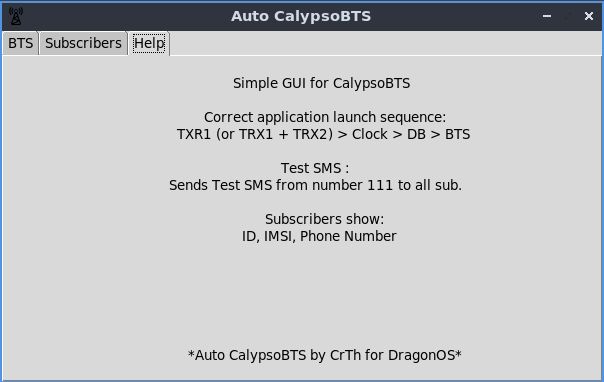 Auto CalypsoBTS
BTS Subscribers Help
Simple GUI for CalypsoBTS
Correct application launch sequence:
TXR1 (or TRX1 + TRX2) > Clock > DB > BTS
Test SMS :
Sends Test SMS from number 111 to all sub.
Subscribers show:
ID, IMSI, Phone Number
*Auto CalypsoBTS by CrTh for DragonOS*